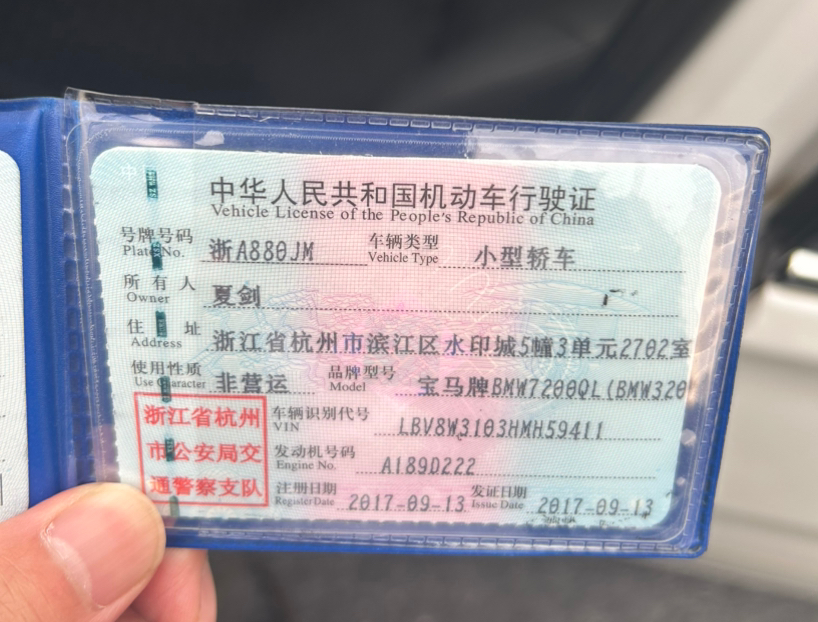 中华人民共和国机动车行驶证
Vehicle License of the People's Republic of China
号牌号码 Plate No. 浙A880JM 车辆类型 Vehicle Type 小型轿车
所有人 Owner 夏剑
住址 Address 浙江省杭州市滨江区水印城5幢3单元2702室
使用性质 Use Character 非营运 品牌型号 Model 宝马牌BMW7200QL(BMW320
浙江省杭州
市公安局交
通警察支队
车辆识别代号 VIN LBV8W3103HMH59411
发动机号码 Engine No. A189D222
注册日期 Register Date 2017-09-13 发证日期 Issue Date 2017-09-13